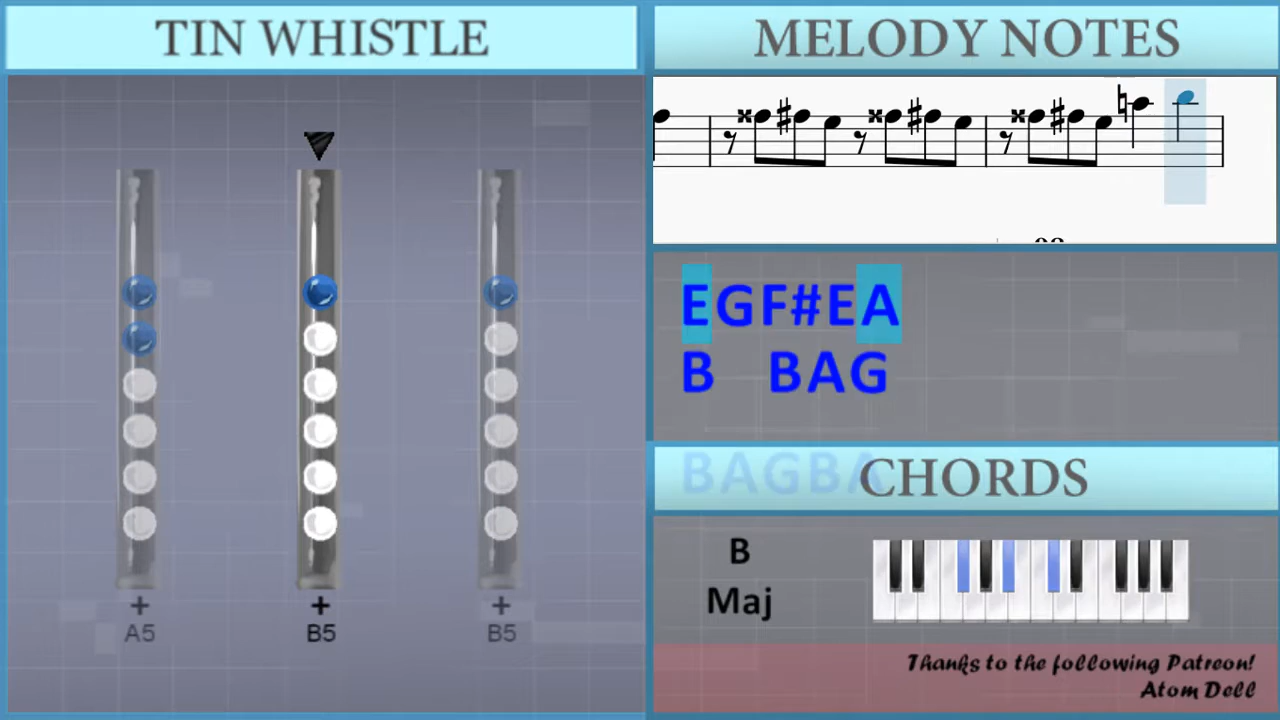 TIN WHISTLE
+
A5
+
B5
+
B5
MELODY NOTES
EGF#EA
B BAG
BAGBA
CHORDS
B
Maj
Thanks to the following Patreon!
Atom Dell